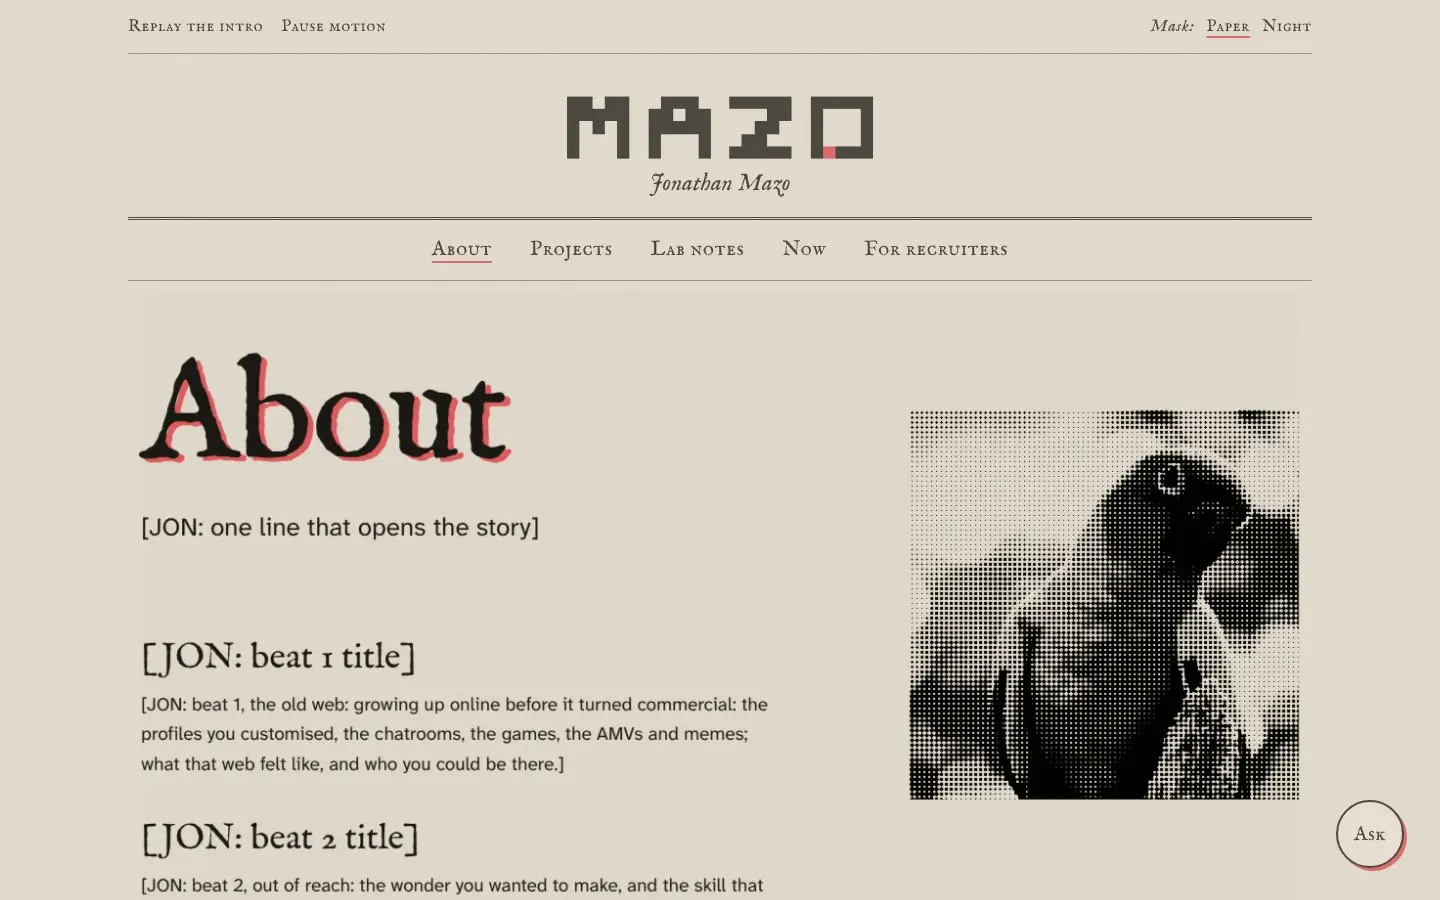 Replay the intro Pause motion
Mask: Paper Night
MAZO
Jonathan Mazo
About Projects Lab notes Now For recruiters
About
[JON: one line that opens the story]
[JON: beat 1 title]
[JON: beat 1, the old web: growing up online before it turned commercial: the
profiles you customised, the chatrooms, the games, the AMVs and memes;
what that web felt like, and who you could be there.]
[JON: beat 2 title]
[JON: beat 2, out of reach: the wonder you wanted to make, and the skill that
Ask